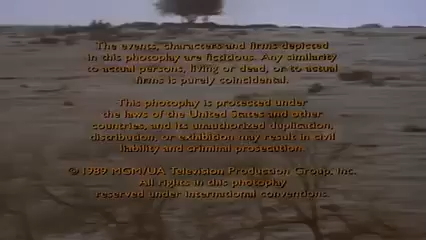 The events, characters and firms depicted
in this photoplay are ficticious. Any similarity
to actual persons, living or dead, or to actual
firms is purely coincidental.
This photoplay is protected under
the laws of the United States and other
countries, and its unauthorized duplication,
distribution, or exhibition may result in civil
liability and criminal prosecution.
© 1989 MGM/UA Television Production Group, Inc.
All rights in this photoplay
reserved under international conventions.